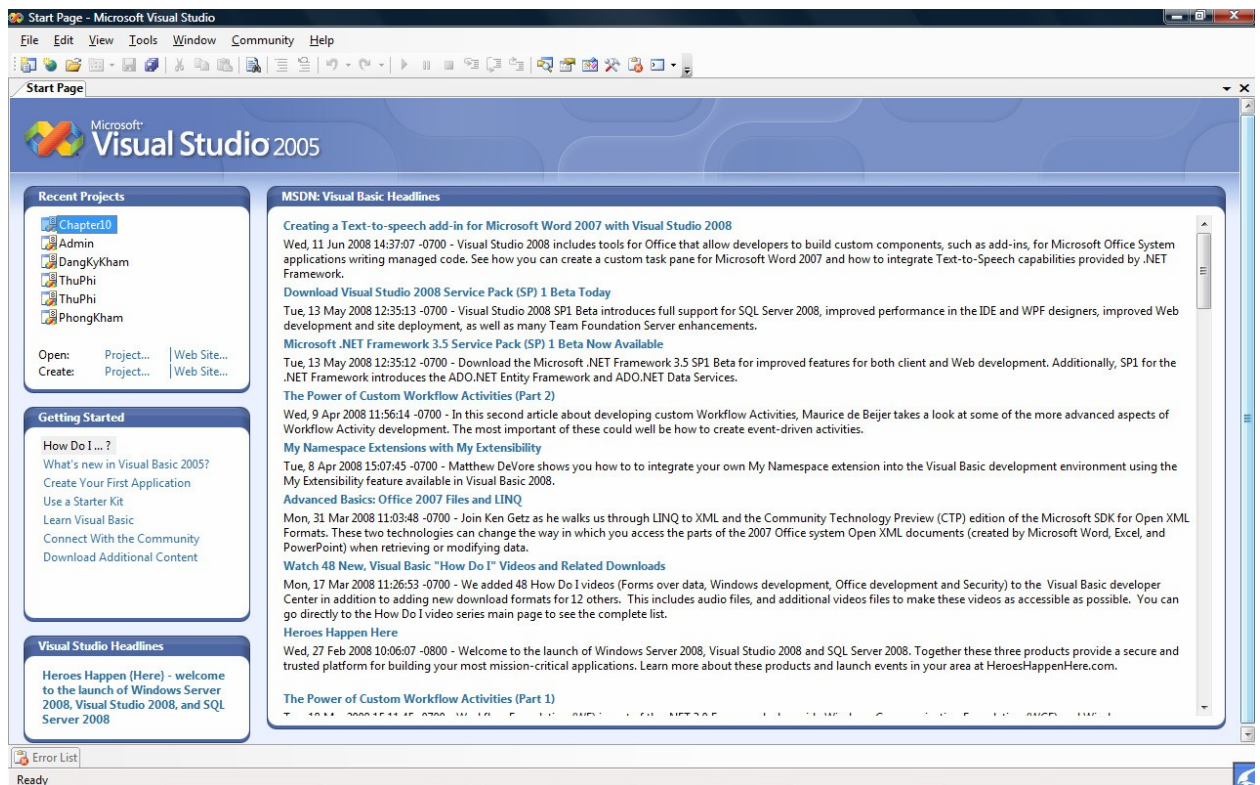 Start Page - Microsoft Visual Studio
File Edit View Tools Window Community Help
Start Page
Microsoft
Visual Studio 2005
Recent Projects
Chapter10
Admin
DangKyKham
ThuPhi
ThuPhi
PhongKham
Open: Project... Web Site...
Create: Project... Web Site...
Getting Started
How Do I ... ?
What's new in Visual Basic 2005?
Create Your First Application
Use a Starter Kit
Learn Visual Basic
Connect With the Community
Download Additional Content
Visual Studio Headlines
Heroes Happen (Here) - welcome
to the launch of Windows Server
2008, Visual Studio 2008, and SQL
Server 2008
MSDN: Visual Basic Headlines
Creating a Text-to-speech add-in for Microsoft Word 2007 with Visual Studio 2008
Wed, 11 Jun 2008 14:37:07 -0700 - Visual Studio 2008 includes tools for Office that allow developers to build custom components, such as add-ins, for Microsoft Office System
applications writing managed code. See how you can create a custom task pane for Microsoft Word 2007 and how to integrate Text-to-Speech capabilities provided by .NET
Framework.
Download Visual Studio 2008 Service Pack (SP) 1 Beta Today
Tue, 13 May 2008 12:35:13 -0700 - Visual Studio 2008 SP1 Beta introduces full support for SQL Server 2008, improved performance in the IDE and WPF designers, improved Web
development and site deployment, as well as many Team Foundation Server enhancements.
Microsoft .NET Framework 3.5 Service Pack (SP) 1 Beta Now Available
Tue, 13 May 2008 12:35:12 -0700 - Download the Microsoft .NET Framework 3.5 SP1 Beta for improved features for both client and Web development. Additionally, SP1 for the
.NET Framework introduces the ADO.NET Entity Framework and ADO.NET Data Services.
The Power of Custom Workflow Activities (Part 2)
Wed, 9 Apr 2008 11:56:14 -0700 - In this second article about developing custom Workflow Activities, Maurice de Beijer takes a look at some of the more advanced aspects of
Workflow Activity development. The most important of these could well be how to create event-driven activities.
My Namespace Extensions with My Extensibility
Tue, 8 Apr 2008 15:07:45 -0700 - Matthew DeVore shows you how to to integrate your own My Namespace extension into the Visual Basic development environment using the
My Extensibility feature available in Visual Basic 2008.
Advanced Basics: Office 2007 Files and LINQ
Mon, 31 Mar 2008 11:03:48 -0700 - Join Ken Getz as he walks us through LINQ to XML and the Community Technology Preview (CTP) edition of the Microsoft SDK for Open XML
Formats. These two technologies can change the way in which you access the parts of the 2007 Office system Open XML documents (created by Microsoft Word, Excel, and
PowerPoint) when retrieving or modifying data.
Watch 48 New, Visual Basic "How Do I" Videos and Related Downloads
Mon, 17 Mar 2008 11:26:53 -0700 - We added 48 How Do I videos (Forms over data, Windows development, Office development and Security) to the Visual Basic developer
Center in addition to adding new download formats for 12 others. This includes audio files, and additional videos files to make these videos as accessible as possible. You can
go directly to the How Do I video series main page to see the complete list.
Heroes Happen Here
Wed, 27 Feb 2008 10:06:07 -0800 - Welcome to the launch of Windows Server 2008, Visual Studio 2008 and SQL Server 2008. Together these three products provide a secure and
trusted platform for building your most mission-critical applications. Learn more about these products and launch events in your area at HeroesHappenHere.com.
The Power of Custom Workflow Activities (Part 1)
Error List
Ready